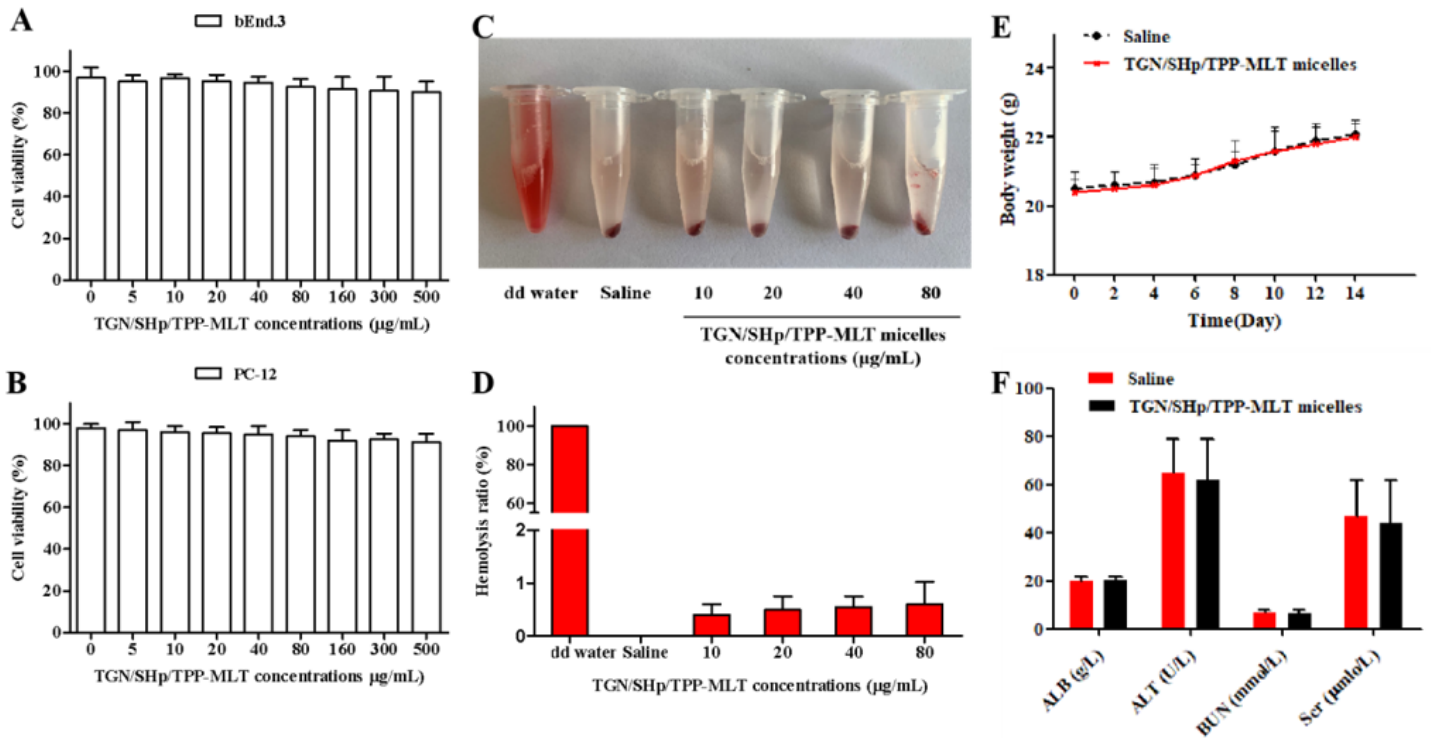 A
bEnd.3
Cell viability (%)
100
80
60
40
20
0
0 5 10 20 40 80 160 300 500
TGN/SHp/TPP-MLT concentrations (µg/mL)
B
PC-12
Cell viability (%)
100
80
60
40
20
0
0 5 10 20 40 80 160 300 500
TGN/SHp/TPP-MLT concentrations µg/mL)
C
dd water Saline 10 20 40 80
TGN/SHp/TPP-MLT micelles
concentrations (µg/mL)
D
Hemolysis ratio (%)
100
80
60
2
1
0
dd water Saline 10 20 40 80
TGN/SHp/TPP-MLT concentrations (µg/mL)
E
Saline
TGN/SHp/TPP-MLT micelles
Body weight (g)
24
22
20
18
0 2 4 6 8 10 12 14
Time(Day)
F
Saline
TGN/SHp/TPP-MLT micelles
100
80
60
40
20
0
ALB (g/L)
ALT (U/L)
BUN (mmol/L)
Scr (µmlo/L)